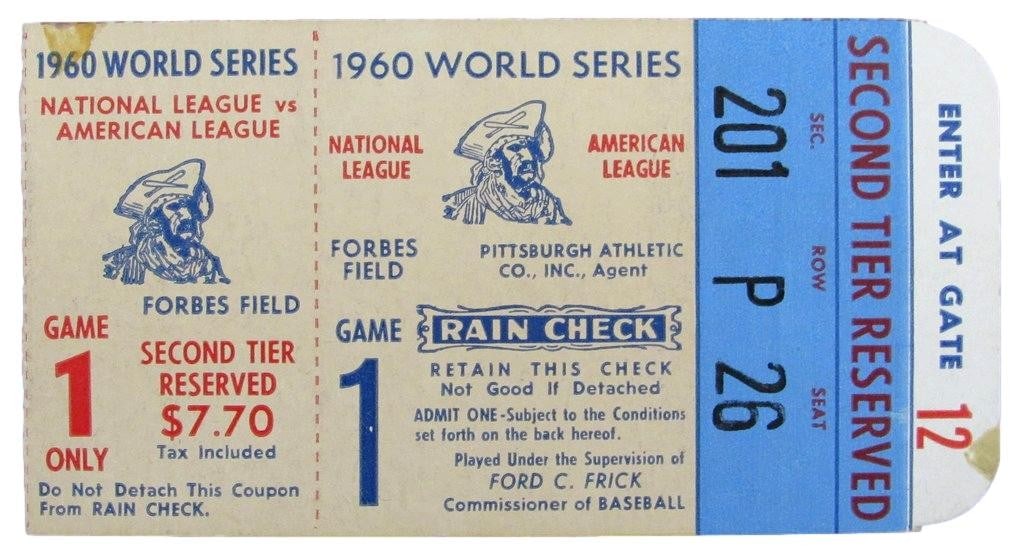 1960 WORLD SERIES
NATIONAL LEAGUE vs
AMERICAN LEAGUE
FORBES FIELD
GAME
1
ONLY
SECOND TIER
RESERVED
$7.70
Tax Included
Do Not Detach This Coupon
From RAIN CHECK.
1960 WORLD SERIES
NATIONAL
LEAGUE
AMERICAN
LEAGUE
FORBES
FIELD
PITTSBURGH ATHLETIC
CO., INC., Agent
GAME
1
RAIN CHECK
RETAIN THIS CHECK
Not Good If Detached
ADMIT ONE-Subject to the Conditions
set forth on the back hereof.
Played Under the Supervision of
FORD C. FRICK
Commissioner of BASEBALL
SECOND TIER RESERVED
SEC. ROW SEAT
201 P 26
ENTER AT GATE 12